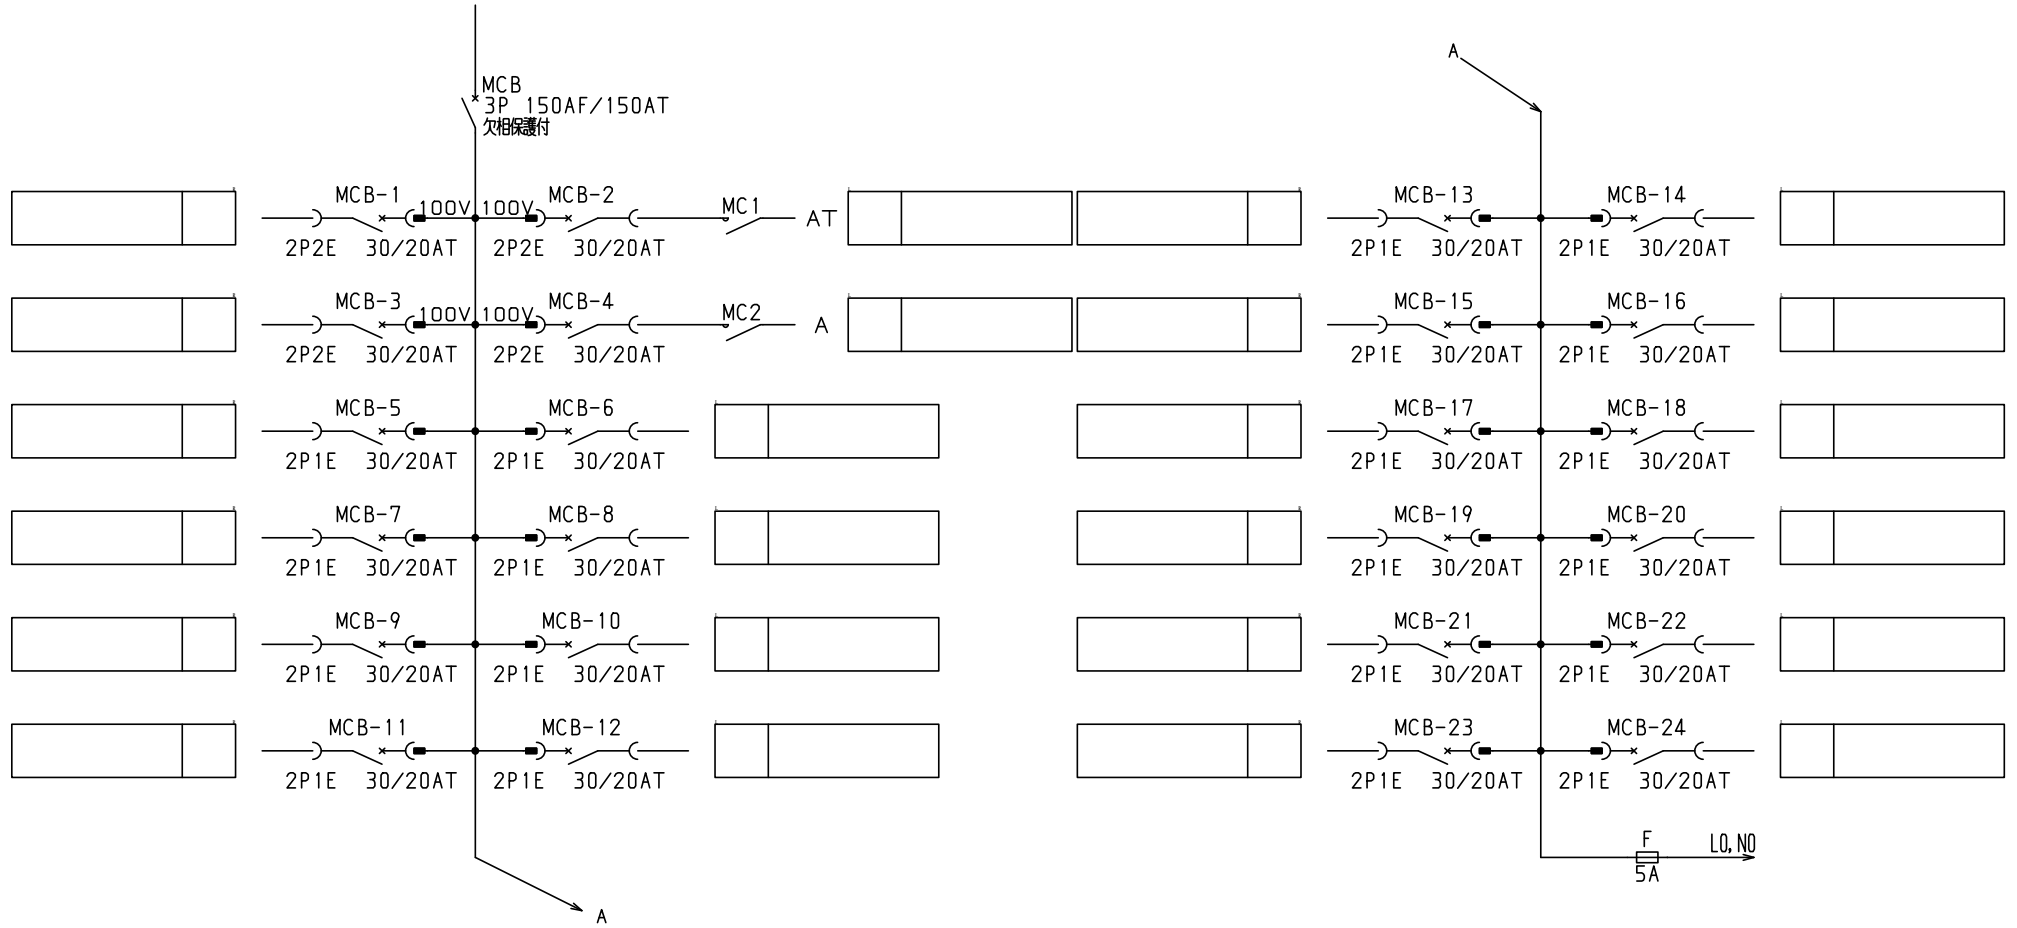 A
MCB
3P 150AF/150AT
欠相保護付
MCB-1 100V 100V MCB-2 MC1 AT
2P2E 30/20AT 2P2E 30/20AT
MCB-13 MCB-14
2P1E 30/20AT 2P1E 30/20AT
MCB-3 100V 100V MCB-4 MC2 A
2P2E 30/20AT 2P2E 30/20AT
MCB-15 MCB-16
2P1E 30/20AT 2P1E 30/20AT
MCB-5 MCB-6
2P1E 30/20AT 2P1E 30/20AT
MCB-17 MCB-18
2P1E 30/20AT 2P1E 30/20AT
MCB-7 MCB-8
2P1E 30/20AT 2P1E 30/20AT
MCB-19 MCB-20
2P1E 30/20AT 2P1E 30/20AT
MCB-9 MCB-10
2P1E 30/20AT 2P1E 30/20AT
MCB-21 MCB-22
2P1E 30/20AT 2P1E 30/20AT
MCB-11 MCB-12
2P1E 30/20AT 2P1E 30/20AT
MCB-23 MCB-24
2P1E 30/20AT 2P1E 30/20AT
F L0,N0
5A
A